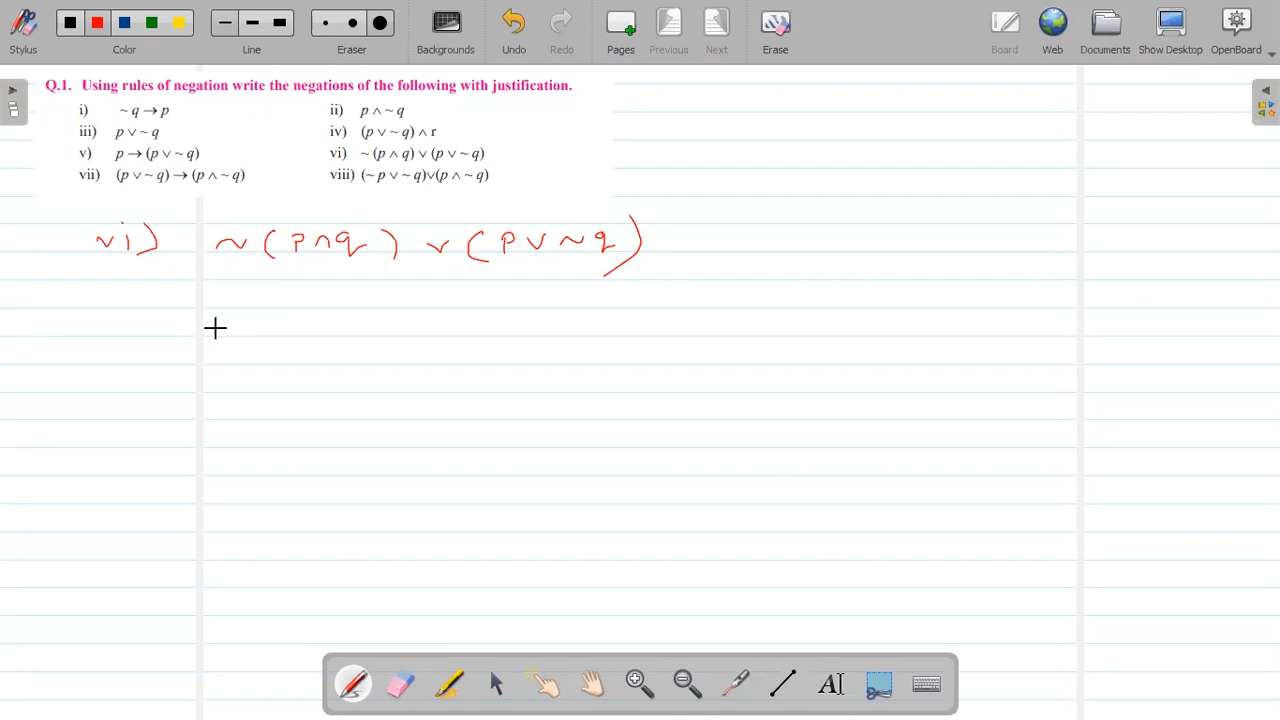 Stylus Color Line Eraser Backgrounds Undo Redo Pages Previous Next Erase Board Web Documents Show Desktop OpenBoard
Q.1. Using rules of negation write the negations of the following with justification.
i) ~ q → p ii) p ∧ ~ q
iii) p ∨ ~ q iv) (p ∨ ~ q) ∧ r
v) p → (p ∨ ~ q) vi) ~ (p ∧ q) ∨ (p ∨ ~ q)
vii) (p ∨ ~ q) → (p ∧ ~ q) viii) (~ p ∨ ~ q)∨(p ∧ ~ q)
vi) ~ (p ∧ q) ∨ (p ∨ ~ q)